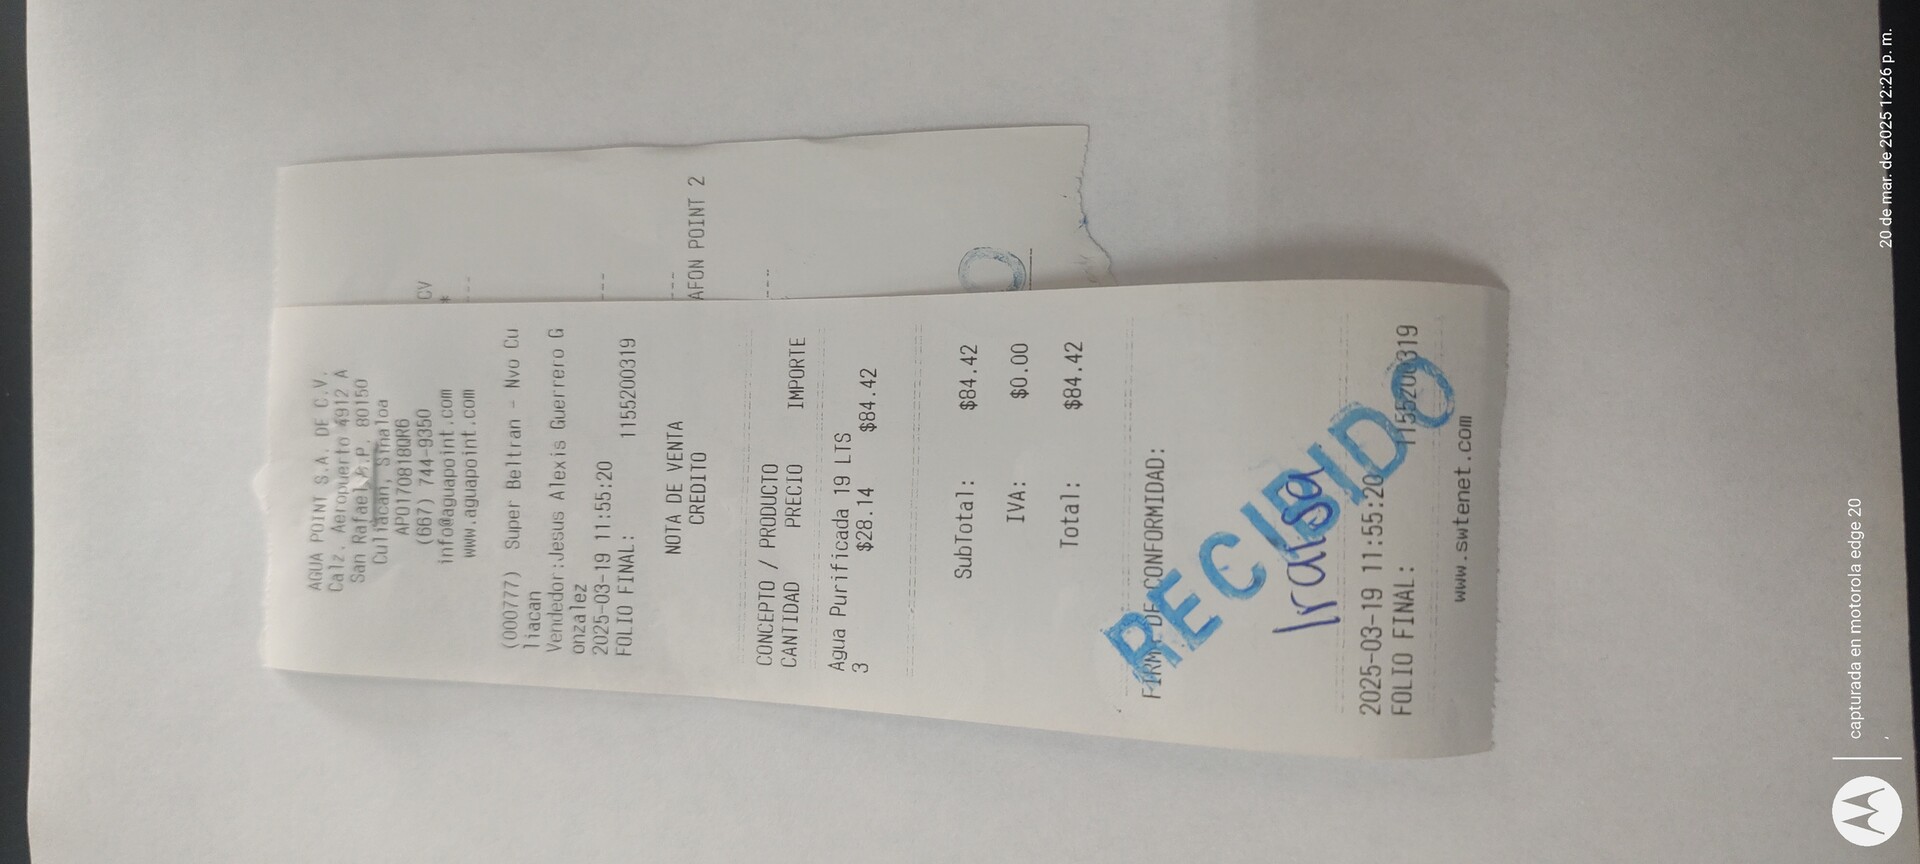 AGUA POINT S.A. DE C.V.
Calz. Aeropuerto 4912 A
San Rafael C.P. 80150
Culiacan, Sinaloa
APO170818QR6
(667) 744-9350
info@aguapoint.com
www.aguapoint.com
(000777) Super Beltran - Nvo Cu
liacan
Vendedor:Jesus Alexis Guerrero G
onzalez
2025-03-19 11:55:20
FOLIO FINAL: 1155200319
NOTA DE VENTA
CREDITO
CONCEPTO / PRODUCTO
CANTIDAD PRECIO IMPORTE
Agua Purificada 19 LTS
3 $28.14 $84.42
SubTotal: $84.42
IVA: $0.00
Total: $84.42
FIRMA DE CONFORMIDAD:
RECIBIDO
2025-03-19 11:55:20
FOLIO FINAL: 1155200319
www.swtenet.com
CV
*
AFON POINT 2
20 de mar. de 2025 12:26 p. m.
capturada en motorola edge 20